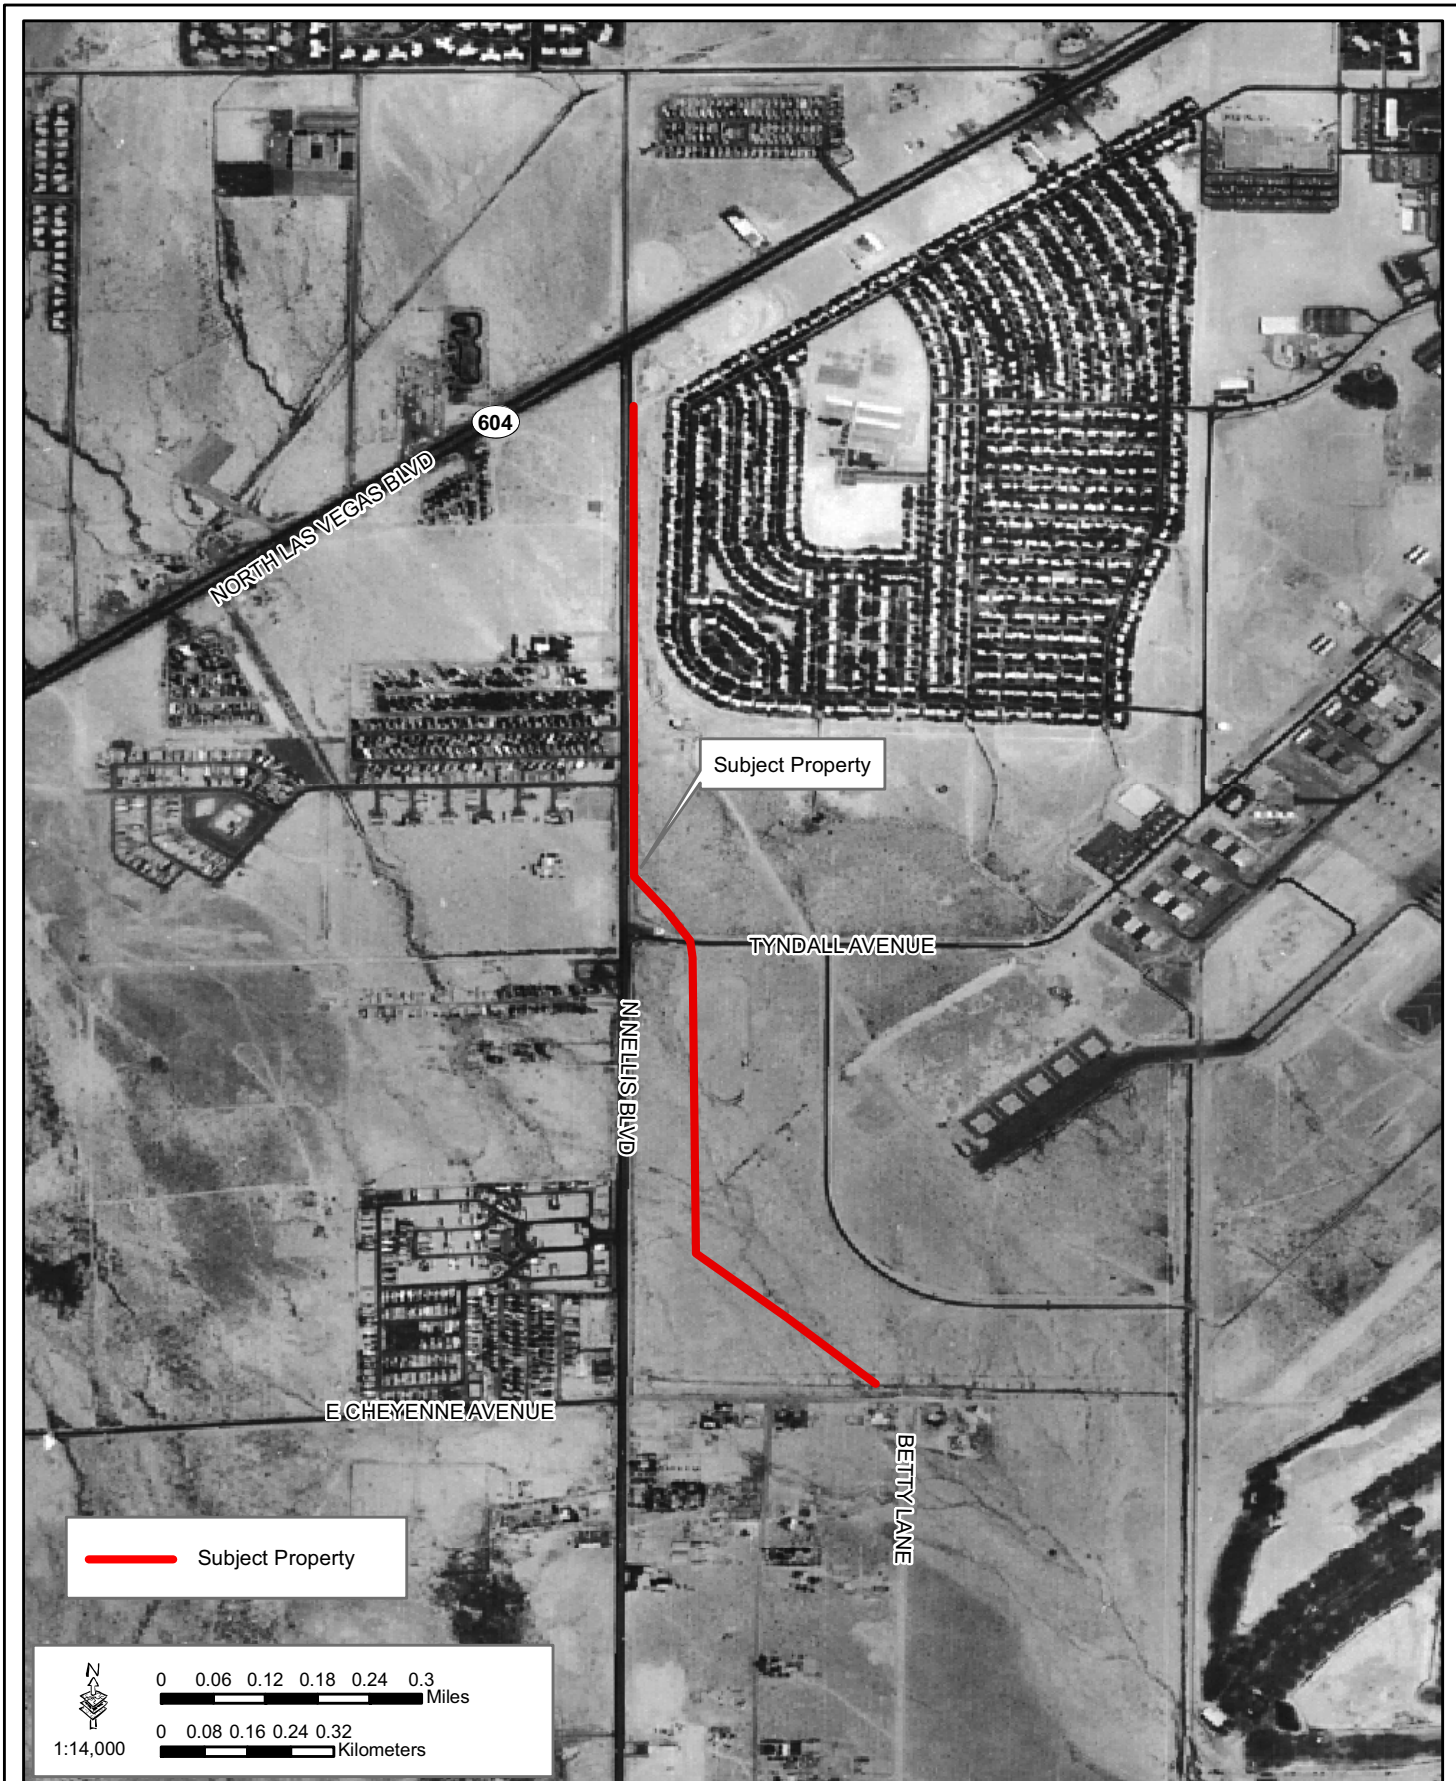 604
NORTH LAS VEGAS BLVD
Subject Property
TYNDALL AVENUE
N NELLIS BLVD
E CHEYENNE AVENUE
BETTY LANE
Subject Property
N
0 0.06 0.12 0.18 0.24 0.3
Miles
0 0.08 0.16 0.24 0.32
Kilometers
1:14,000